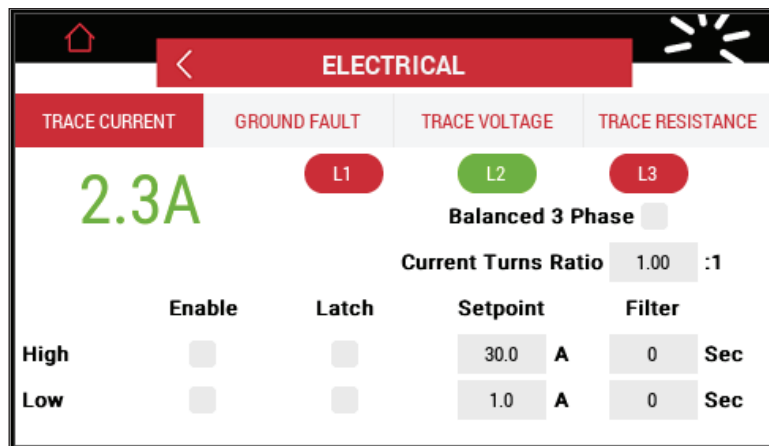 ELECTRICAL
TRACE CURRENT GROUND FAULT TRACE VOLTAGE TRACE RESISTANCE
2.3A L1 L2 L3
Balanced 3 Phase
Current Turns Ratio 1.00 :1
Enable Latch Setpoint Filter
High 30.0 A 0 Sec
Low 1.0 A 0 Sec